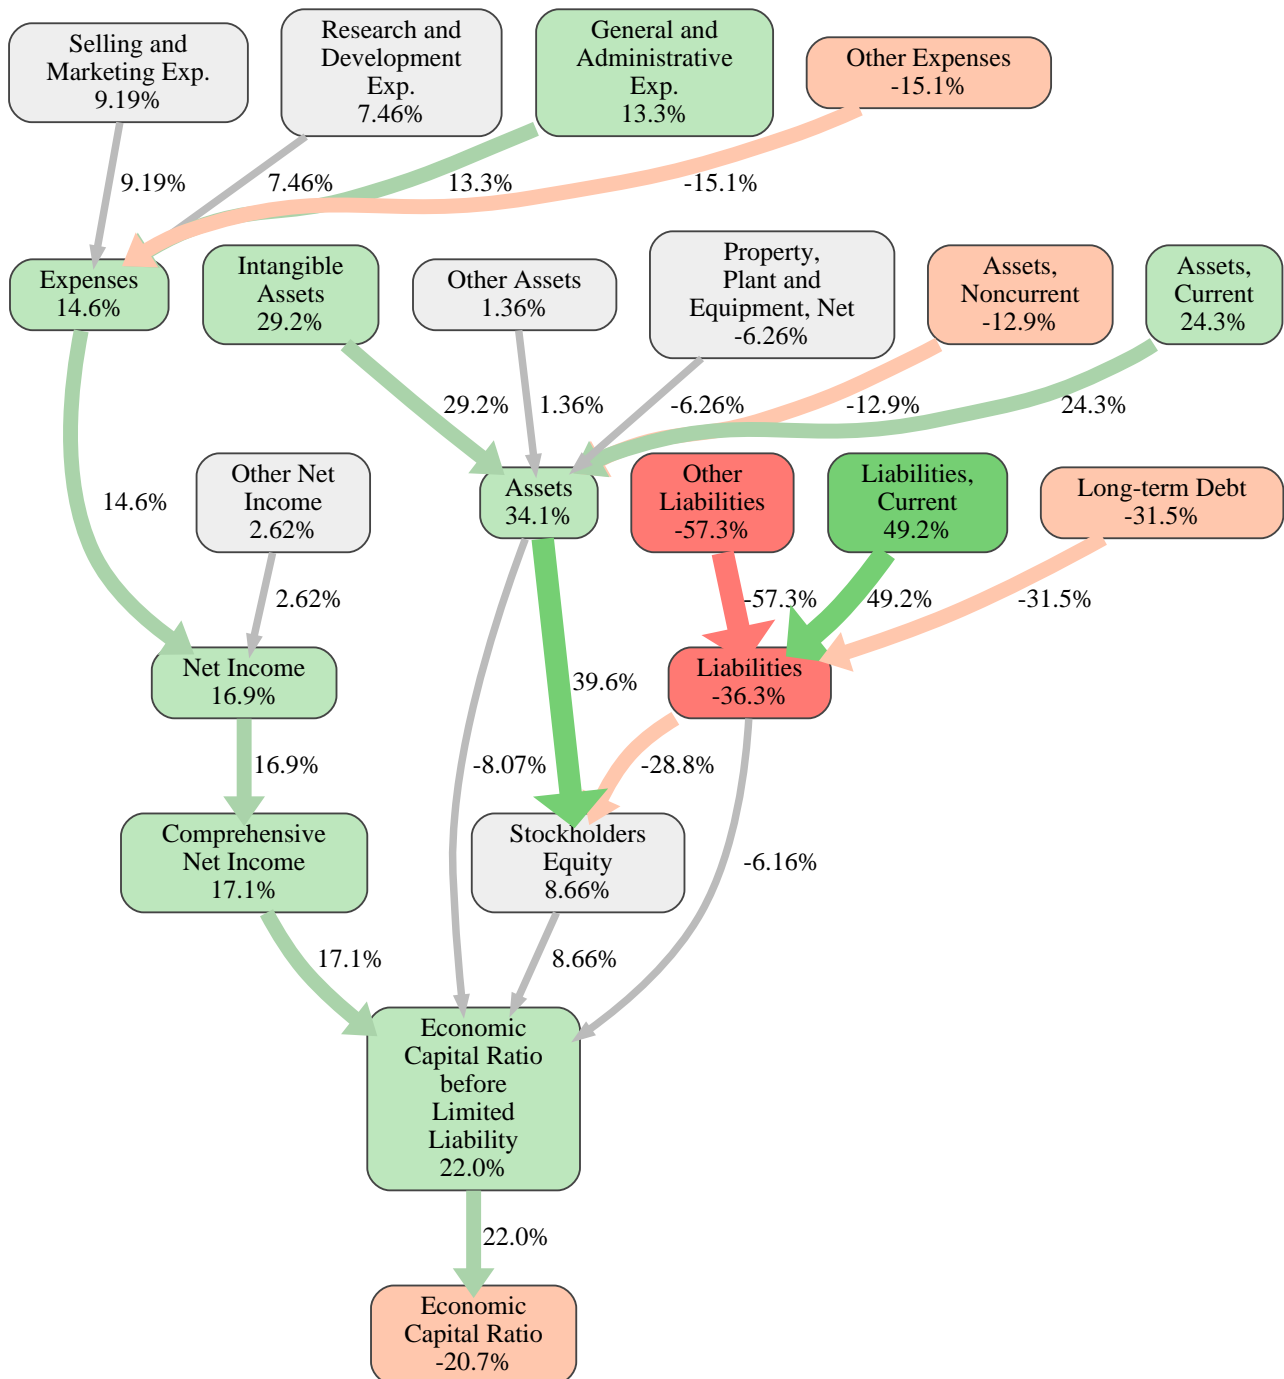 Selling and
Marketing Exp.
9.19%
Research and
Development
Exp.
7.46%
General and
Administrative
Exp.
13.3%
Other Expenses
-15.1%
9.19%
7.46%
13.3%
-15.1%
Expenses
14.6%
Intangible
Assets
29.2%
Other Assets
1.36%
Property,
Plant and
Equipment, Net
-6.26%
Assets,
Noncurrent
-12.9%
Assets,
Current
24.3%
29.2%
1.36%
-6.26%
-12.9%
24.3%
14.6%
Other Net
Income
2.62%
Assets
34.1%
Other
Liabilities
-57.3%
Liabilities,
Current
49.2%
Long-term Debt
-31.5%
2.62%
-57.3%
49.2%
-31.5%
Net Income
16.9%
39.6%
Liabilities
-36.3%
16.9%
-8.07%
-28.8%
Comprehensive
Net Income
17.1%
Stockholders
Equity
8.66%
-6.16%
17.1%
8.66%
Economic
Capital Ratio
before
Limited
Liability
22.0%
22.0%
Economic
Capital Ratio
-20.7%